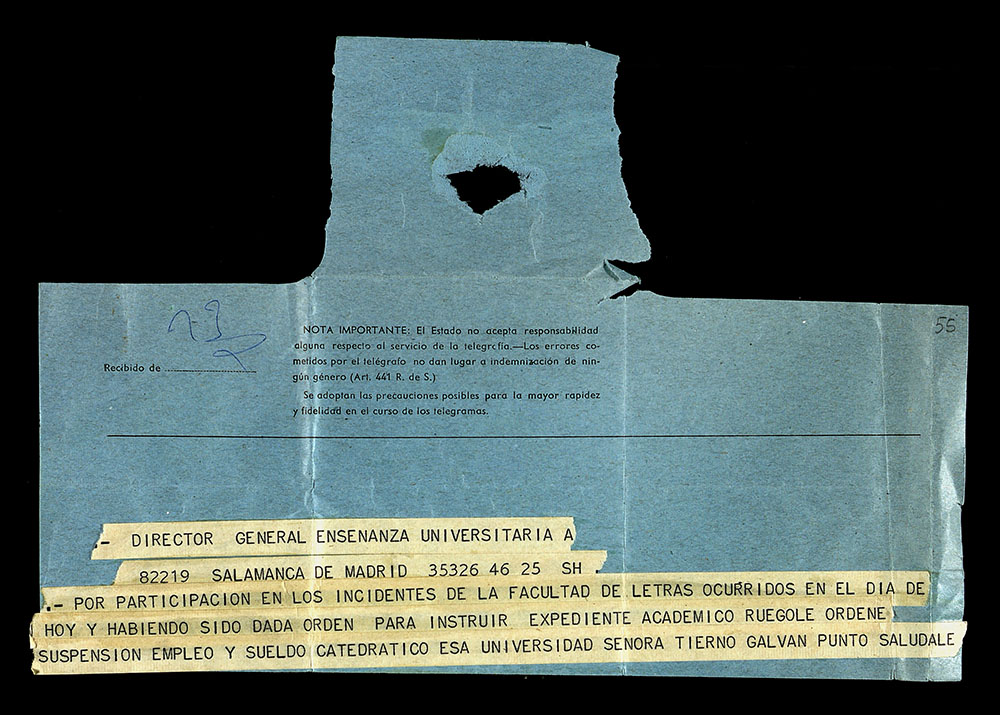 55
NOTA IMPORTANTE: El Estado no acepta responsabilidad
alguna respecto al servicio de la telegrafía.—Los errores co-
Recibido de
metidos por el telégrafo no dan lugar a indemnización de nin-
gún género (Art. 441 R. de S.)
Se adoptan las precauciones posibles para la mayor rapidez
y fidelidad en el curso de los telegramas.
.- DIRECTOR GENERAL ENSENANZA UNIVERSITARIA A
82219 SALAMANCA DE MADRID 35326 46 25 SH .
.- POR PARTICIPACION EN LOS INCIDENTES DE LA FACULTAD DE LETRAS OCURRIDOS EN EL DIA DE
HOY Y HABIENDO SIDO DADA ORDEN PARA INSTRUIR EXPEDIENTE ACADEMICO RUEGOLE ORDENE
SUSPENSION EMPLEO Y SUELDO CATEDRATICO ESA UNIVERSIDAD SENORA TIERNO GALVAN PUNTO SALUDALE